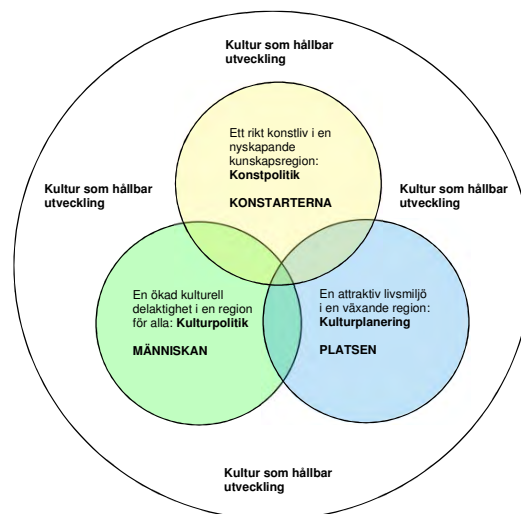 Kultur som hållbar
utveckling
Ett rikt konstliv i en
nyskapande
kunskapsregion:
Konstpolitik
KONSTARTERNA
Kultur som hållbar
utveckling
Kultur som hållbar
utveckling
En ökad kulturell
delaktighet i en region
för alla: Kulturpolitik
MÄNNISKAN
En attraktiv livsmiljö
i en växande region:
Kulturplanering
PLATSEN
Kultur som hållbar
utveckling